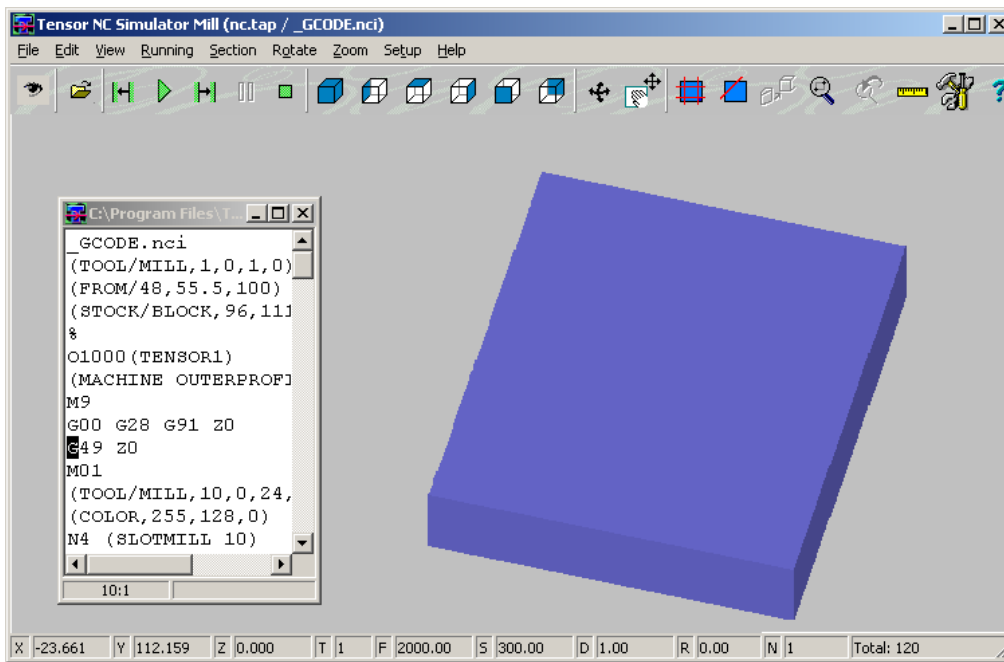 Tensor NC Simulator Mill (nc.tap / _GCODE.nci)
File Edit View Running Section Rotate Zoom Setup Help
C:\Program Files\T...
_GCODE.nci
(TOOL/MILL,1,0,1,0)
(FROM/48,55.5,100)
(STOCK/BLOCK,96,111
%
O1000(TENSOR1)
(MACHINE OUTERPROFI
M9
G00 G28 G91 Z0
G49 Z0
M01
(TOOL/MILL,10,0,24,
(COLOR,255,128,0)
N4 (SLOTMILL 10)
10:1
X -23.661 Y 112.159 Z 0.000 T 1 F 2000.00 S 300.00 D 1.00 R 0.00 N 1 Total: 120